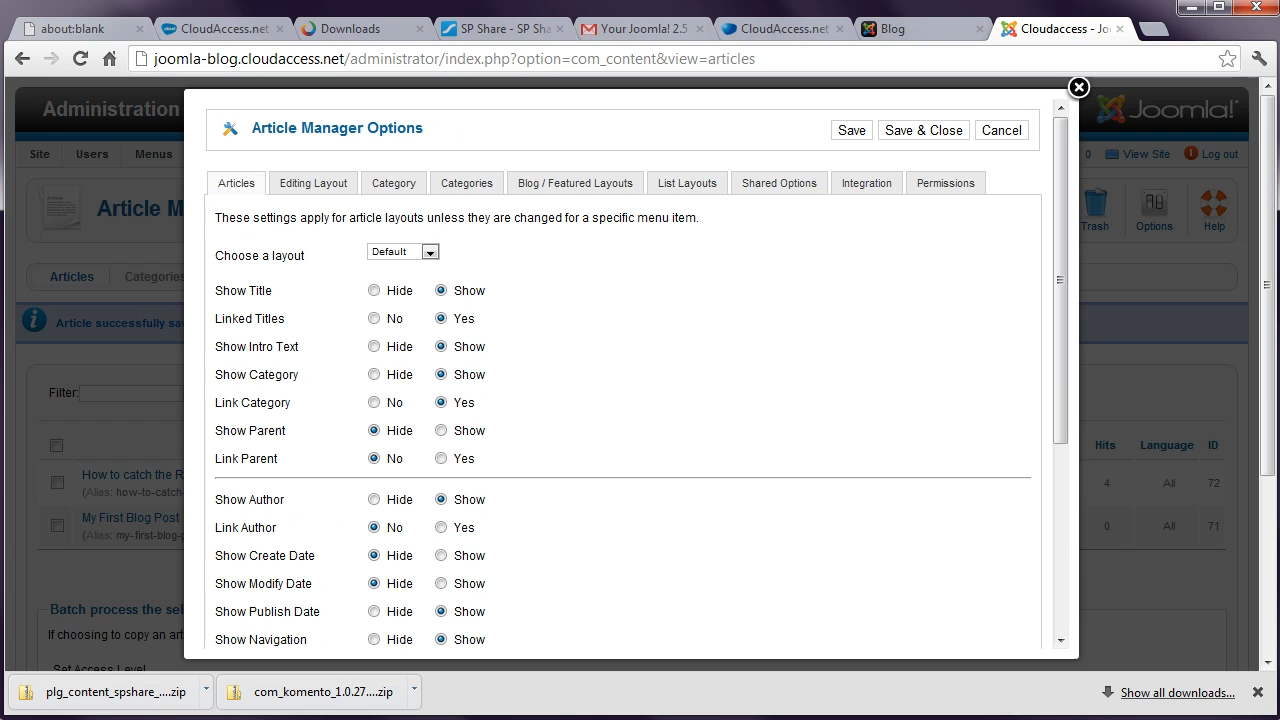 about:blank
CloudAccess.net
Downloads
SP Share - SP Sha
Your Joomla! 2.5
CloudAccess.net
Blog
Cloudaccess - Joo
joomla-blog.cloudaccess.net/administrator/index.php?option=com_content&view=articles
Administration
Joomla!
Article Manager Options
Save
Save & Close
Cancel
Site
Users
Menus
0
View Site
Log out
Articles
Editing Layout
Category
Categories
Blog / Featured Layouts
List Layouts
Shared Options
Integration
Permissions
Article M
Trash
Options
Help
These settings apply for article layouts unless they are changed for a specific menu item.
Choose a layout
Default
Articles
Categories
Show Title Hide Show
Linked Titles No Yes
Article successfully sav
Show Intro Text Hide Show
Show Category Hide Show
Filter:
Link Category No Yes
Show Parent Hide Show
Hits
Language
ID
Link Parent No Yes
How to catch the R
(Alias: how-to-catch-
4
All
72
Show Author Hide Show
My First Blog Post
(Alias: my-first-blog-p
0
All
71
Link Author No Yes
Show Create Date Hide Show
Show Modify Date Hide Show
Batch process the sel
Show Publish Date Hide Show
If choosing to copy an art
Show Navigation Hide Show
Set Access Level
plg_content_spshare_....zip
com_komento_1.0.27....zip
Show all downloads...